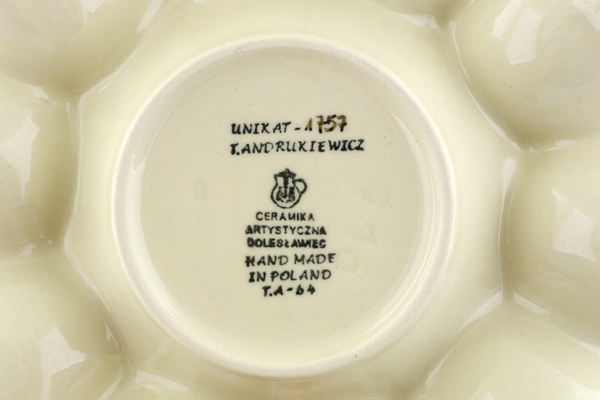 UNIKAT-1757
T.ANDRUKIEWICZ
CERAMIKA
ARTYSTYCZNA
BOLESŁAWIEC
HAND MADE
IN POLAND
T.A-64